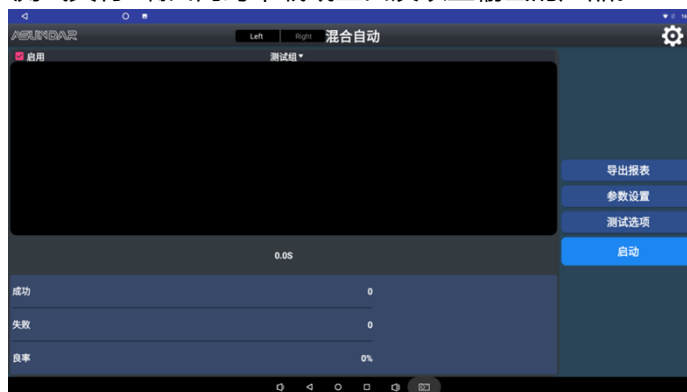 ASUNDAR
Left Right 混合自动
启用 测试组
导出报表
参数设置
测试选项
启动
0.0S
成功 0
失败 0
良率 0%